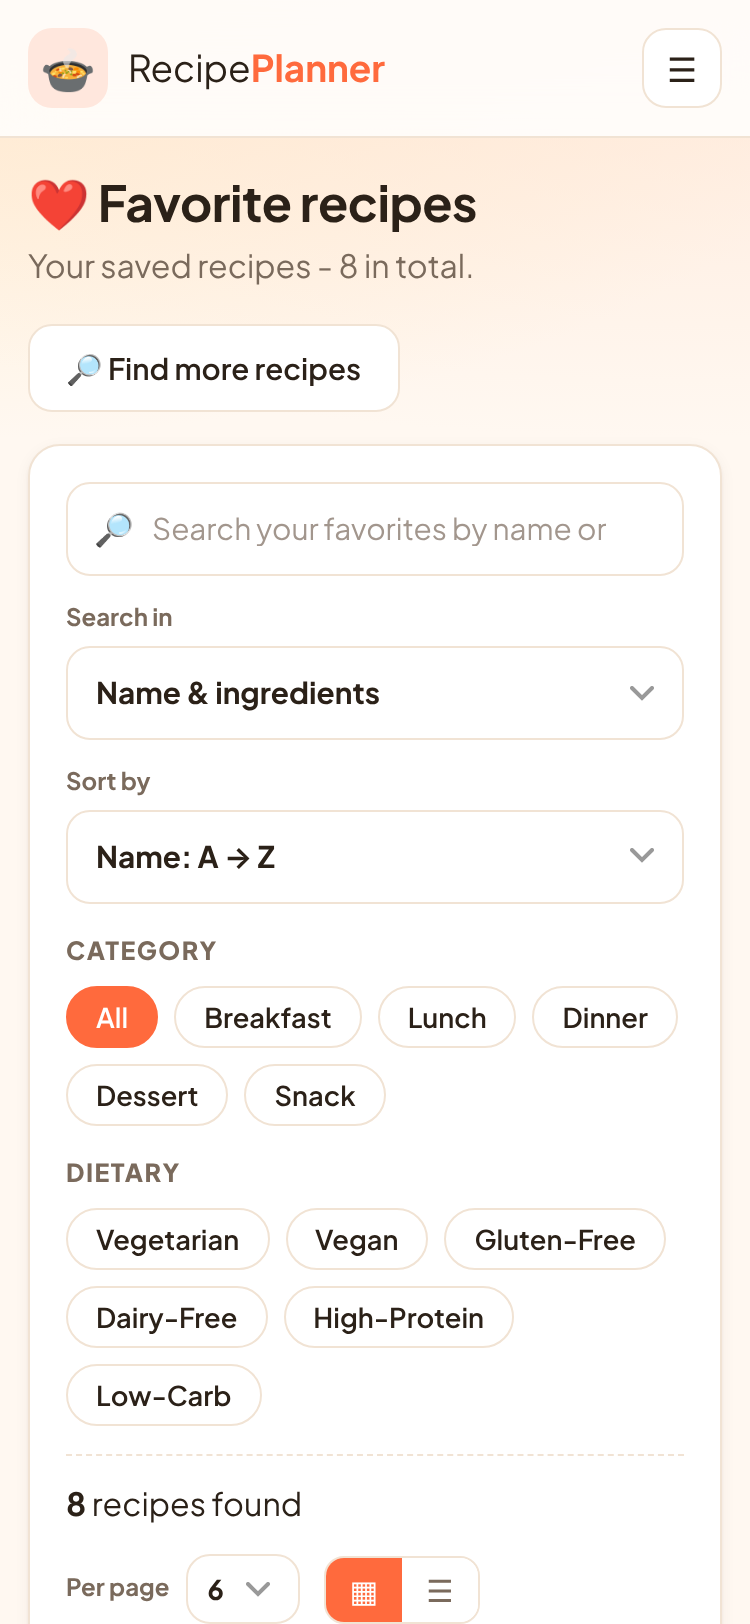 RecipePlanner
Favorite recipes
Your saved recipes - 8 in total.
Find more recipes
Search your favorites by name or
Search in
Name & ingredients
Sort by
Name: A → Z
CATEGORY
All
Breakfast
Lunch
Dinner
Dessert
Snack
DIETARY
Vegetarian
Vegan
Gluten-Free
Dairy-Free
High-Protein
Low-Carb
8 recipes found
Per page
6